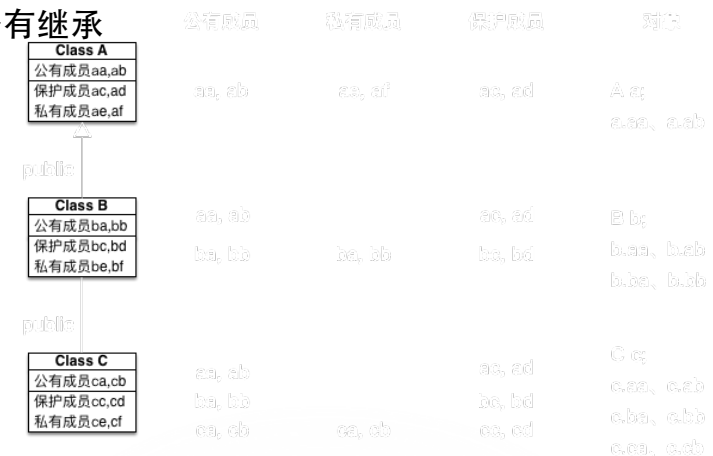 有继承
公有成员 私有成员 保护成员 对象
Class A
公有成员aa,ab
保护成员ac,ad
私有成员ae,af
aa, ab ae, af ac, ad A a;
a.aa、a.ab
public
Class B
公有成员ba,bb
保护成员bc,bd
私有成员be,bf
aa, ab ac, ad B b;
ba, bb ba, bb bc, bd b.aa、b.ab
b.ba、b.bb
public
Class C
公有成员ca,cb
保护成员cc,cd
私有成员ce,cf
C c;
aa, ab ac, ad c.aa、c.ab
ba, bb bc, bd c.ba、c.bb
ca, cb ca, cb cc, cd c.ca、c.cb